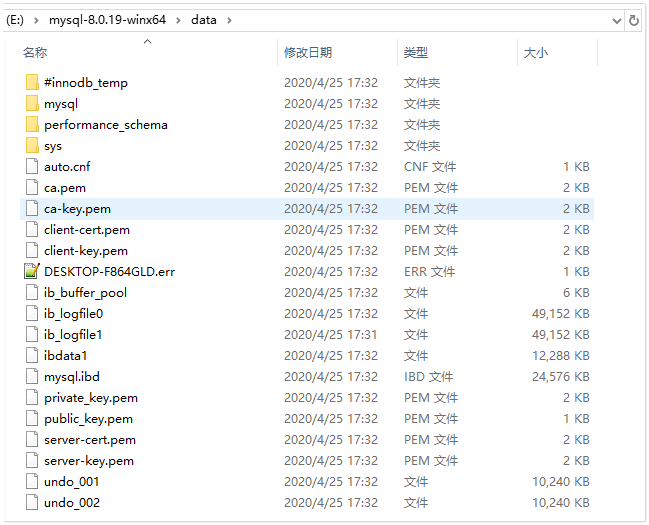 (E:) > mysql-8.0.19-winx64 > data >
名称 修改日期 类型 大小
#innodb_temp 2020/4/25 17:32 文件夹
mysql 2020/4/25 17:32 文件夹
performance_schema 2020/4/25 17:32 文件夹
sys 2020/4/25 17:32 文件夹
auto.cnf 2020/4/25 17:32 CNF 文件 1 KB
ca.pem 2020/4/25 17:32 PEM 文件 2 KB
ca-key.pem 2020/4/25 17:32 PEM 文件 2 KB
client-cert.pem 2020/4/25 17:32 PEM 文件 2 KB
client-key.pem 2020/4/25 17:32 PEM 文件 2 KB
DESKTOP-F864GLD.err 2020/4/25 17:32 ERR 文件 1 KB
ib_buffer_pool 2020/4/25 17:32 文件 6 KB
ib_logfile0 2020/4/25 17:32 文件 49,152 KB
ib_logfile1 2020/4/25 17:31 文件 49,152 KB
ibdata1 2020/4/25 17:32 文件 12,288 KB
mysql.ibd 2020/4/25 17:32 IBD 文件 24,576 KB
private_key.pem 2020/4/25 17:32 PEM 文件 2 KB
public_key.pem 2020/4/25 17:32 PEM 文件 1 KB
server-cert.pem 2020/4/25 17:32 PEM 文件 2 KB
server-key.pem 2020/4/25 17:32 PEM 文件 2 KB
undo_001 2020/4/25 17:32 文件 10,240 KB
undo_002 2020/4/25 17:32 文件 10,240 KB